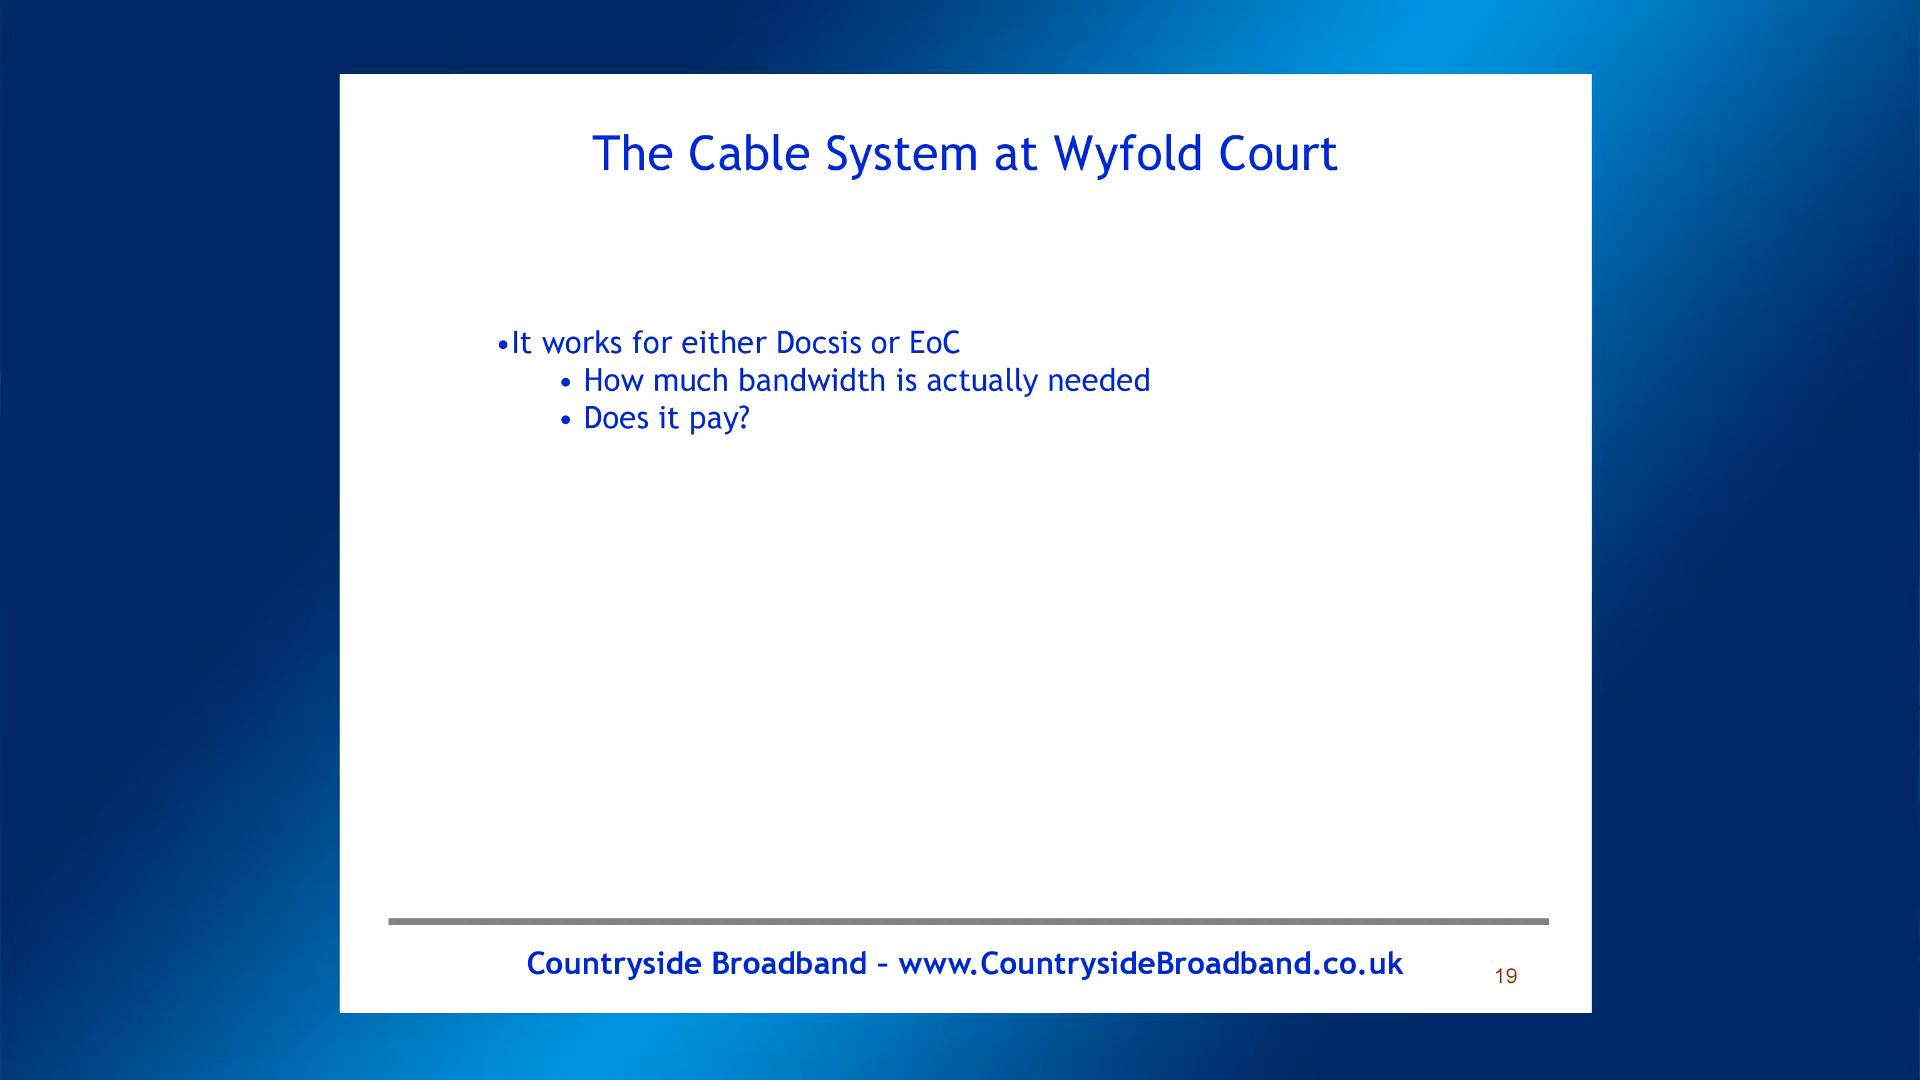 The Cable System at Wyfold Court
•It works for either Docsis or EoC
• How much bandwidth is actually needed
• Does it pay?
Countryside Broadband – www.CountrysideBroadband.co.uk
19